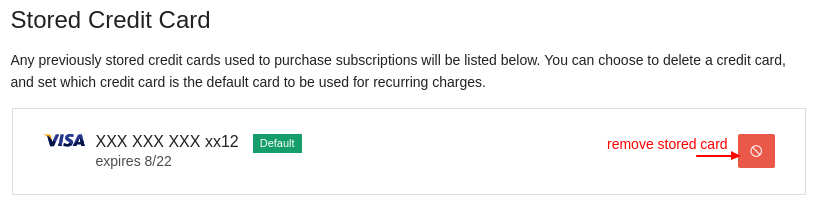 Stored Credit Card
Any previously stored credit cards used to purchase subscriptions will be listed below. You can choose to delete a credit card,
and set which credit card is the default card to be used for recurring charges.
VISA XXX XXX XXX xx12 Default remove stored card
expires 8/22